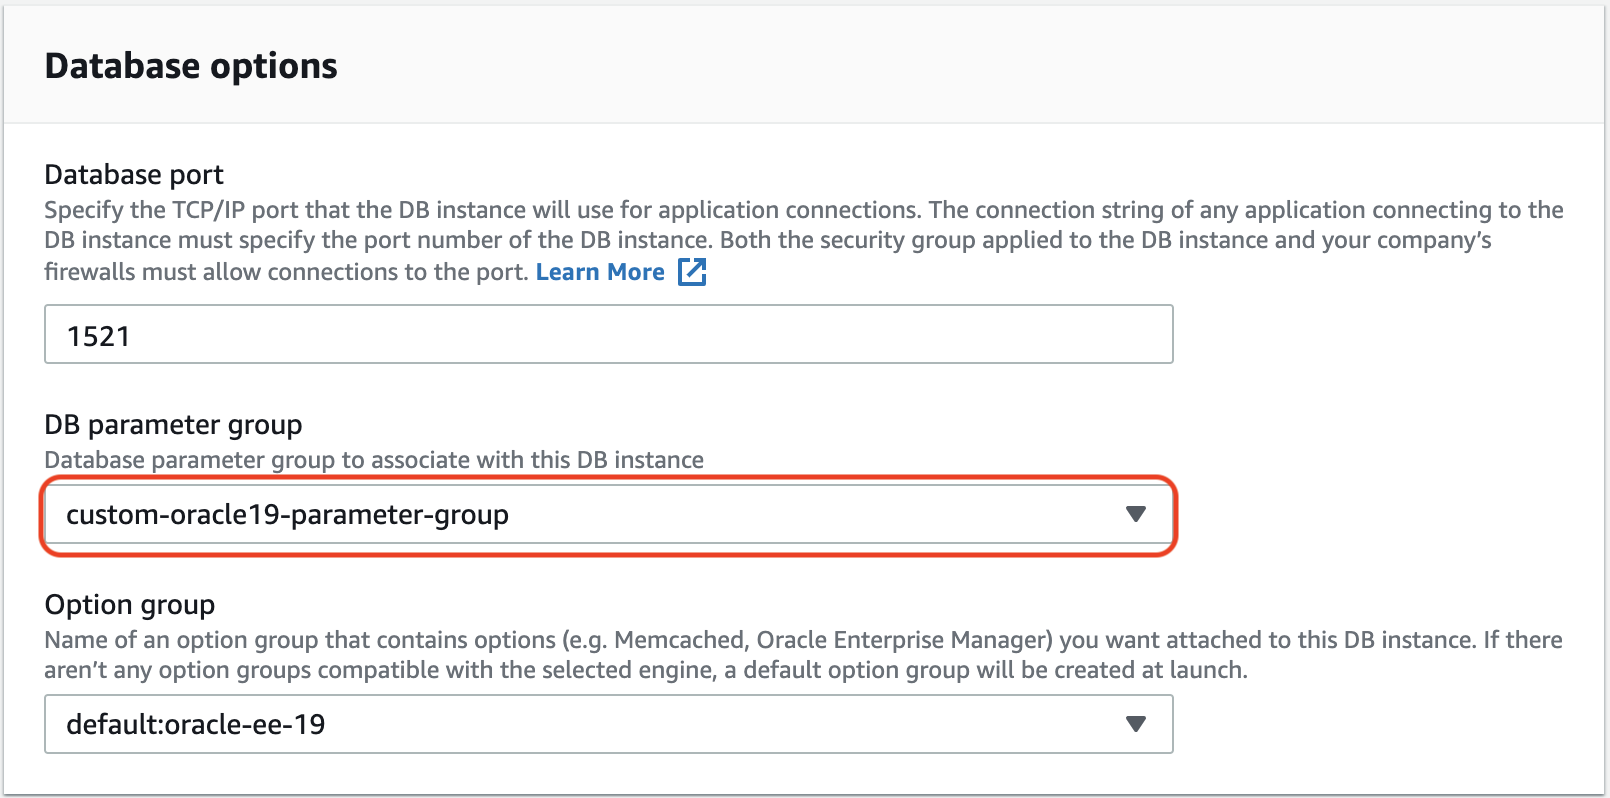 Database options
Database port
Specify the TCP/IP port that the DB instance will use for application connections. The connection string of any application connecting to the
DB instance must specify the port number of the DB instance. Both the security group applied to the DB instance and your company’s
firewalls must allow connections to the port. Learn More
1521
DB parameter group
Database parameter group to associate with this DB instance
custom-oracle19-parameter-group
Option group
Name of an option group that contains options (e.g. Memcached, Oracle Enterprise Manager) you want attached to this DB instance. If there
aren’t any option groups compatible with the selected engine, a default option group will be created at launch.
default:oracle-ee-19